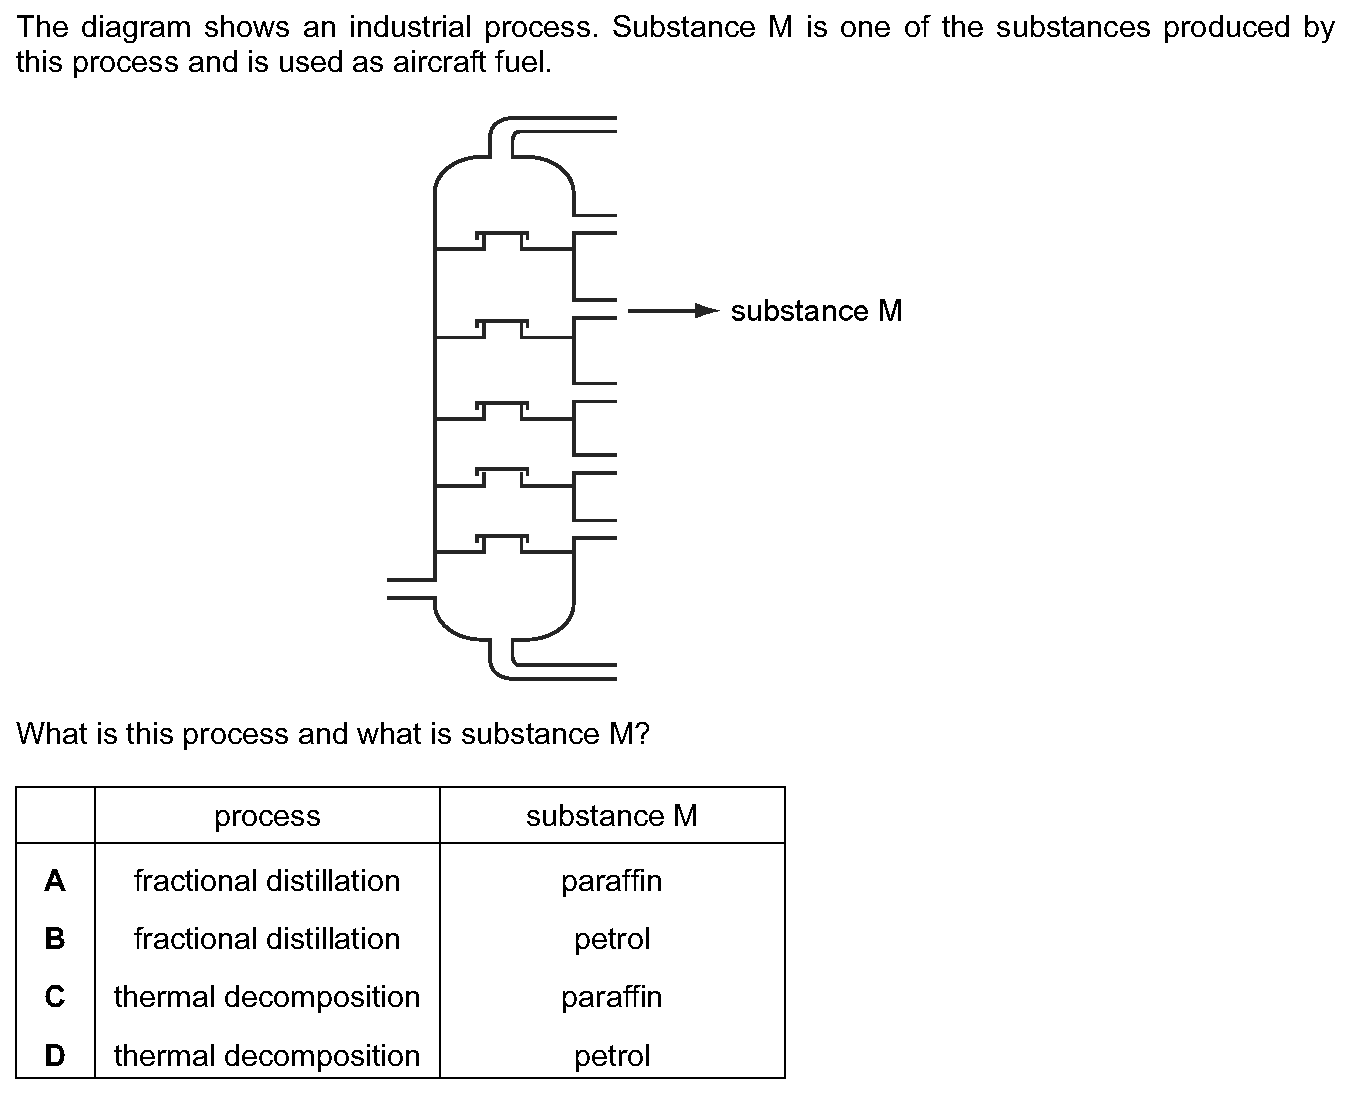 The diagram shows an industrial process. Substance M is one of the substances produced by
this process and is used as aircraft fuel.
substance M
What is this process and what is substance M?
process substance M
A fractional distillation paraffin
B fractional distillation petrol
C thermal decomposition paraffin
D thermal decomposition petrol